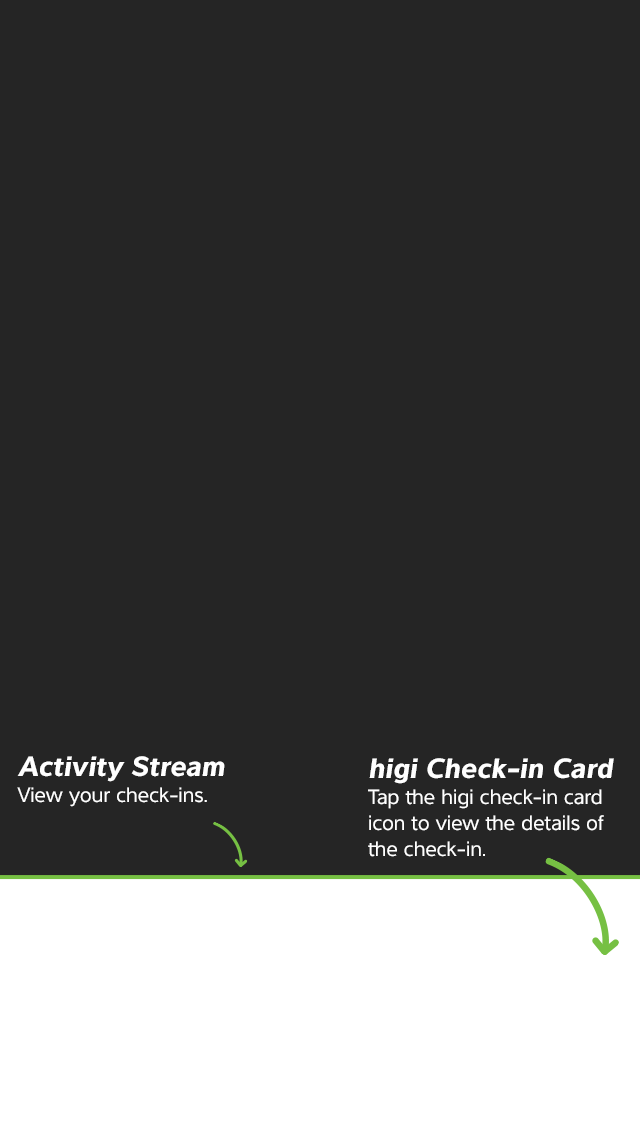 Activity Stream
View your check-ins.
higi Check-in Card
Tap the higi check-in card
icon to view the details of
the check-in.